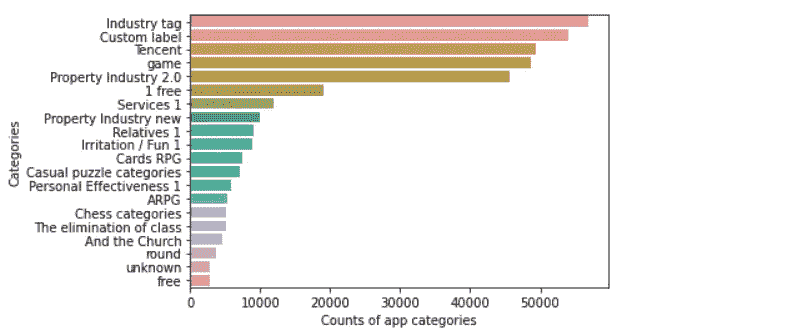 Industry tag
Custom label
Tencent
game
Property Industry 2.0
1 free
Services 1
Property Industry new
Relatives 1
Irritation / Fun 1
Cards RPG
Casual puzzle categories
Personal Effectiveness 1
ARPG
Chess categories
The elimination of class
And the Church
round
unknown
free
Categories
0 10000 20000 30000 40000 50000
Counts of app categories